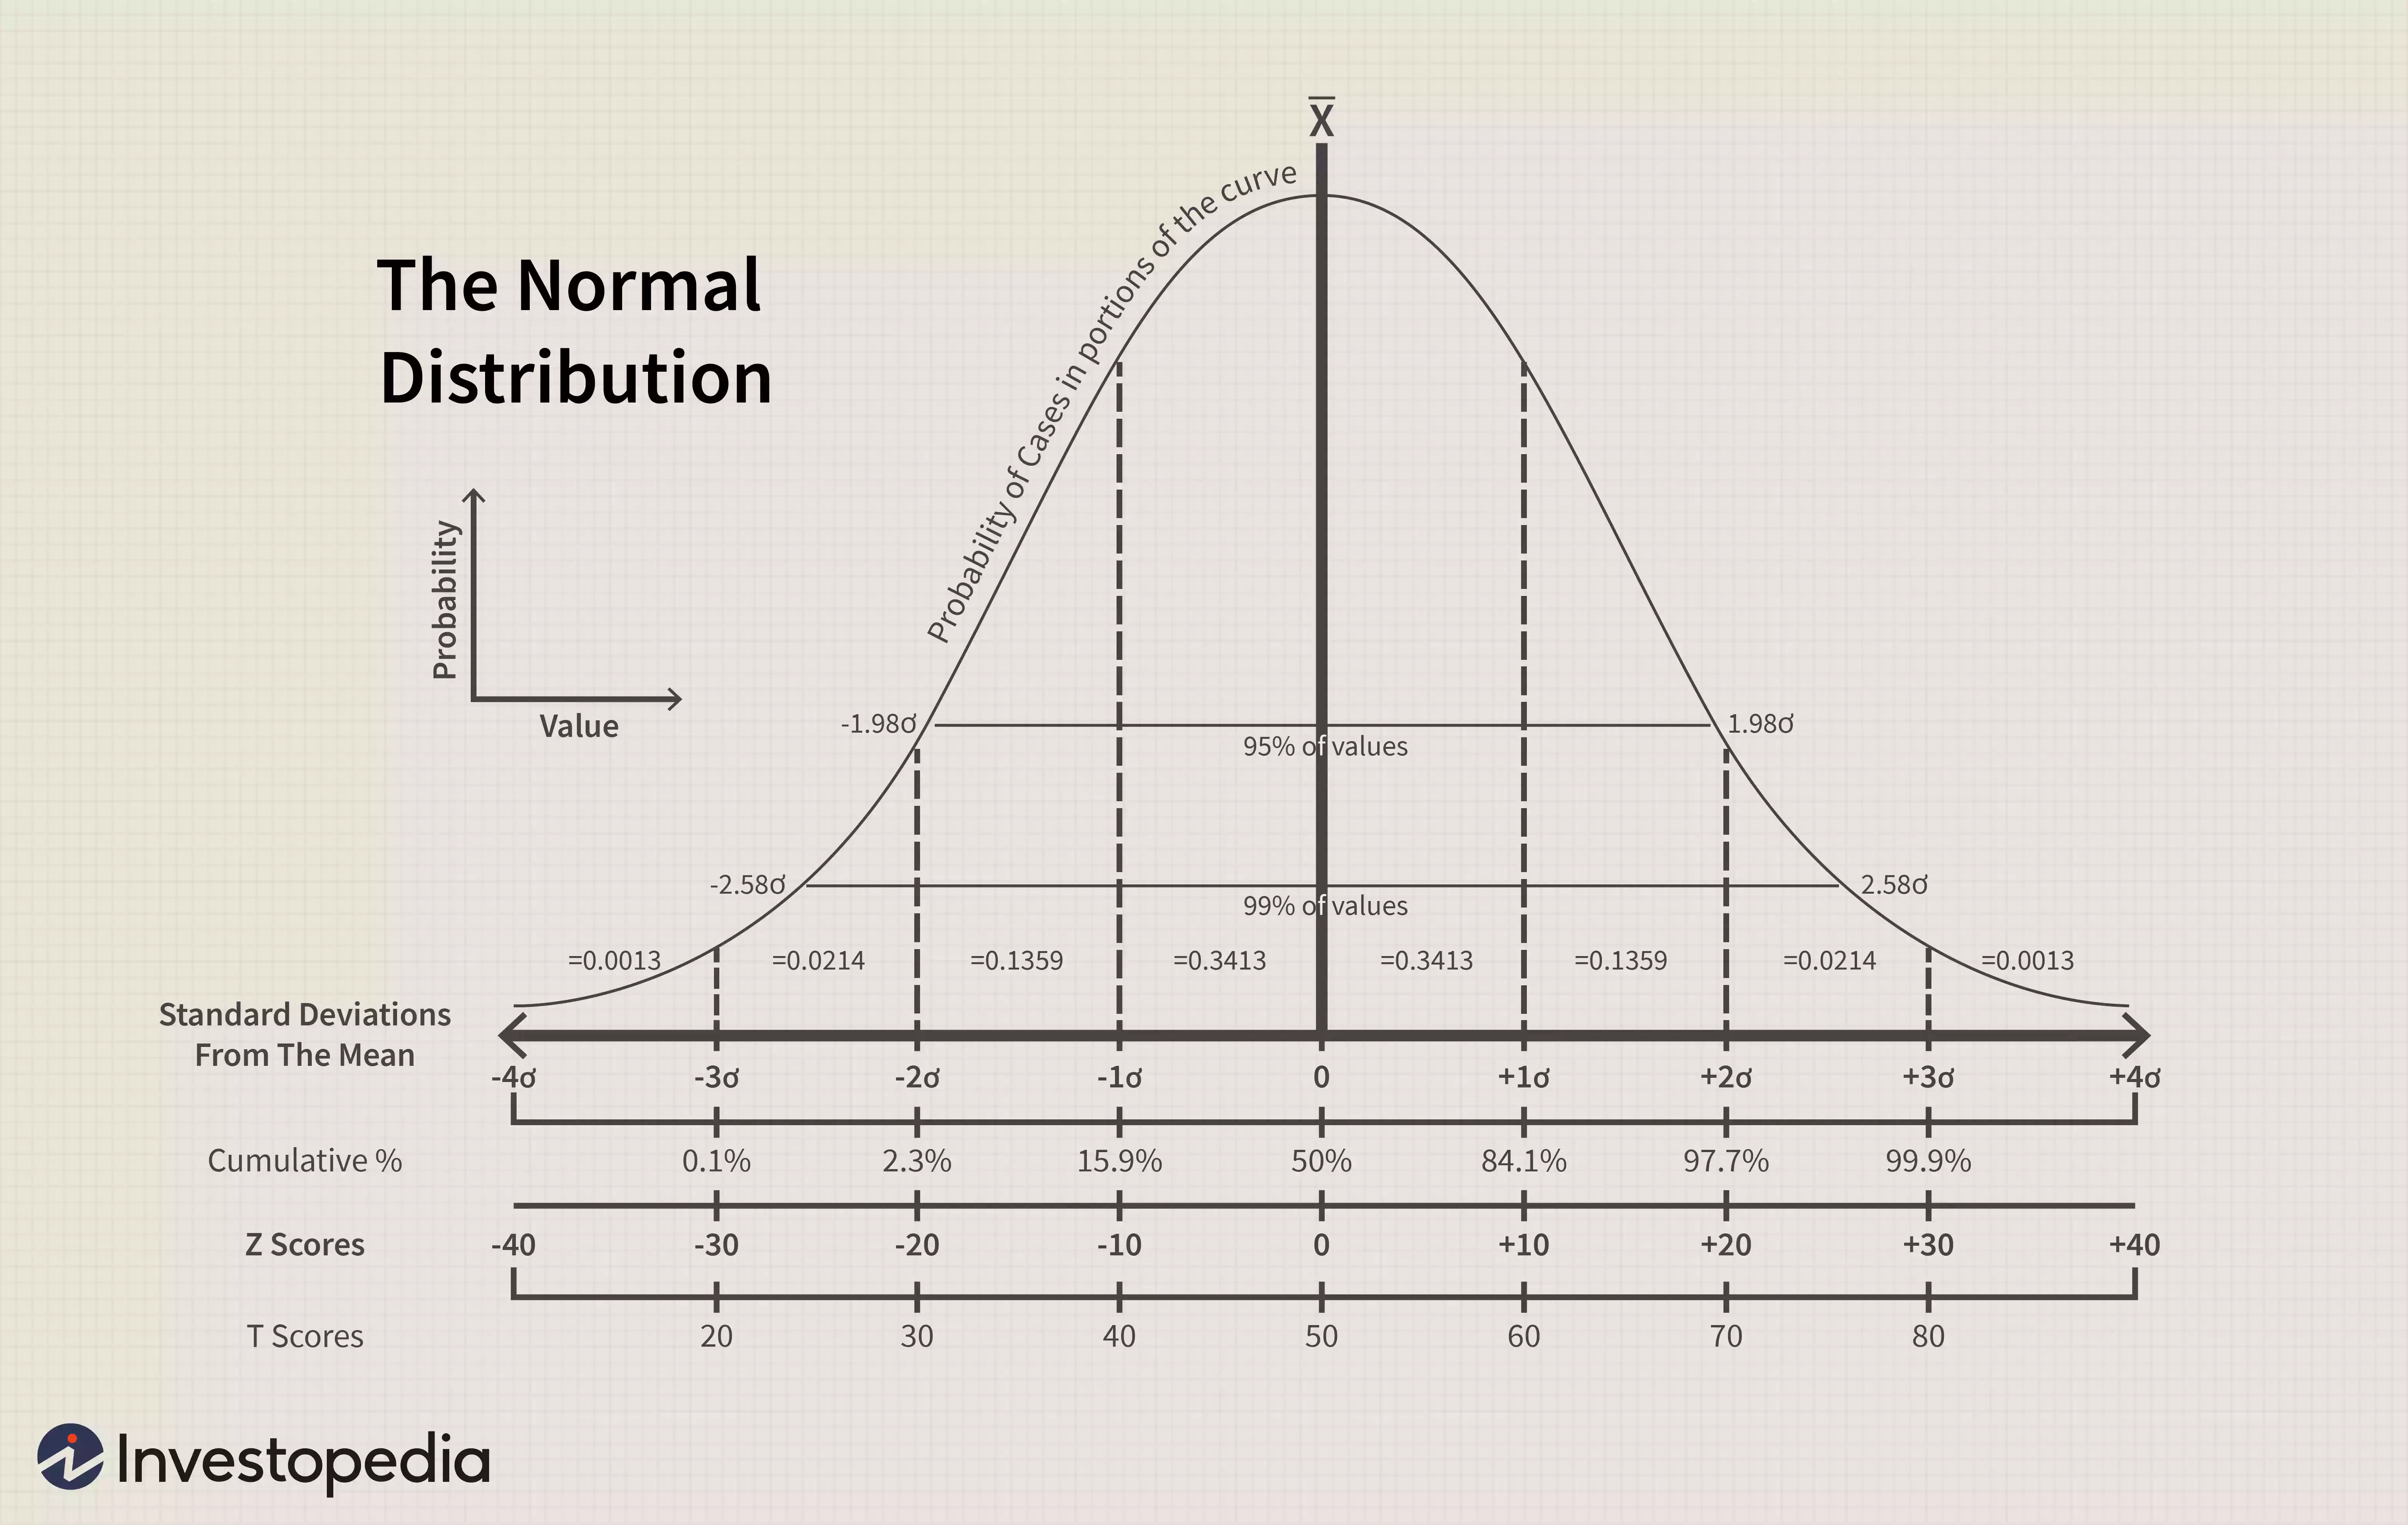 X̅
Probability of Cases in portions of the curve
The Normal
Distribution
Probability
Value
-1.98σ
1.98σ
95% of values
-2.58σ
2.58σ
99% of values
=0.0013 =0.0214 =0.1359 =0.3413 =0.3413 =0.1359 =0.0214 =0.0013
Standard Deviations
From The Mean
-4σ -3σ -2σ -1σ 0 +1σ +2σ +3σ +4σ
Cumulative % 0.1% 2.3% 15.9% 50% 84.1% 97.7% 99.9%
Z Scores -40 -30 -20 -10 0 +10 +20 +30 +40
T Scores 20 30 40 50 60 70 80
Investopedia